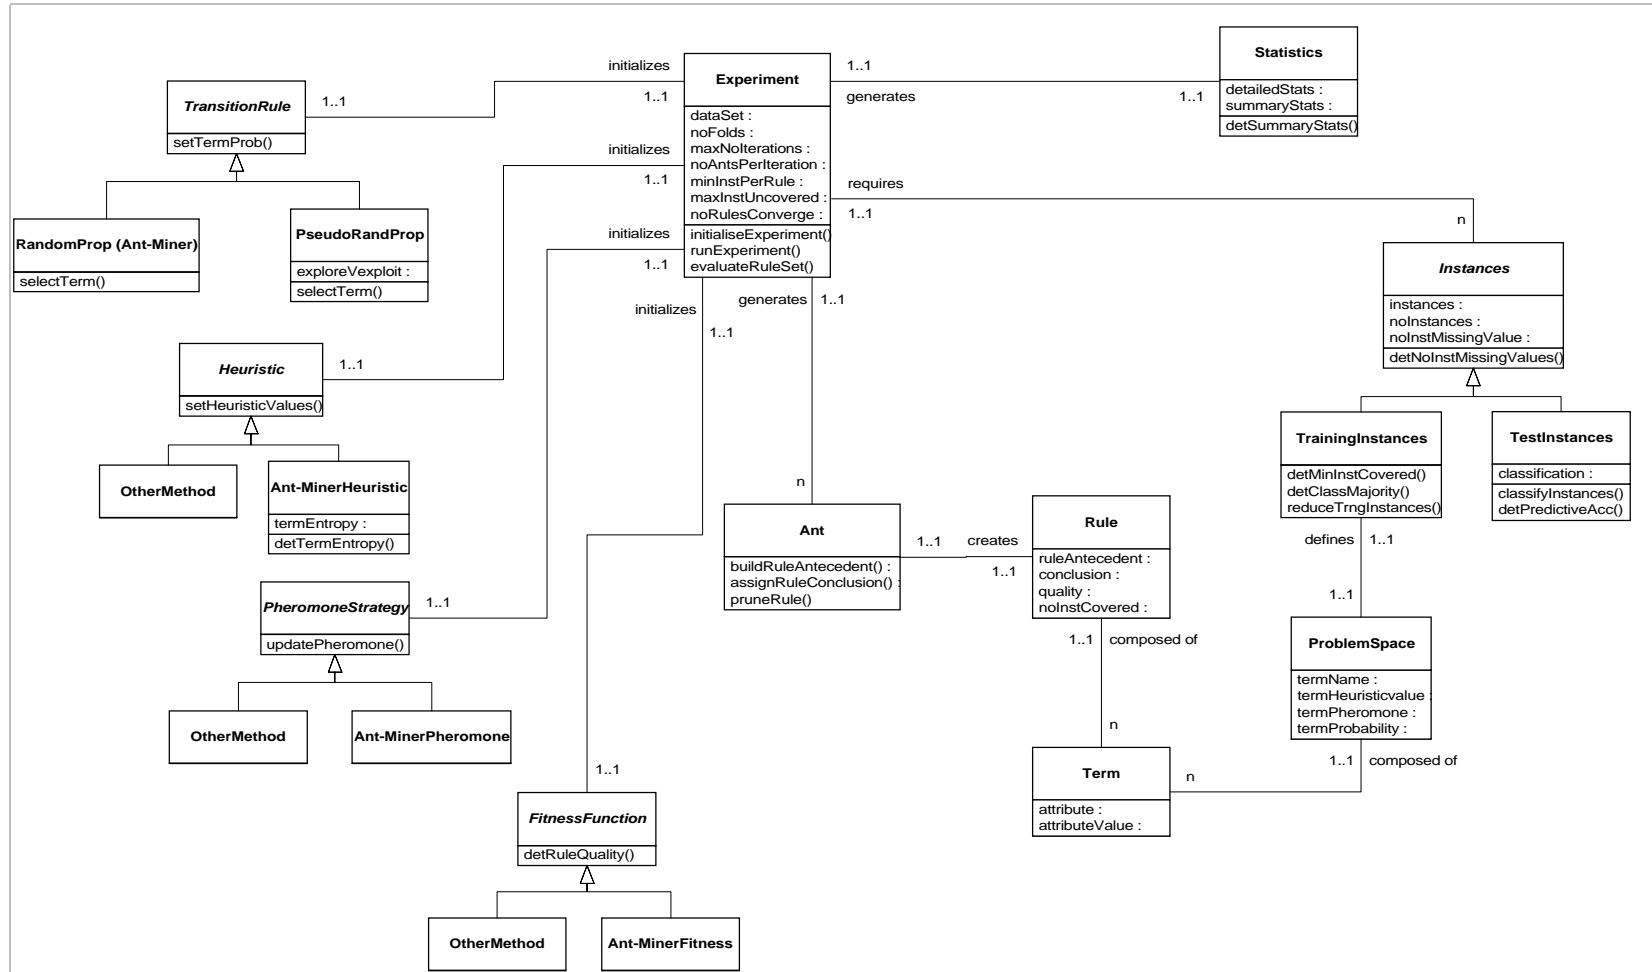 Statistics
detailedStats :
summaryStats :
detSummaryStats()
initializes
1..1
1..1
1..1
generates
1..1
Experiment
dataSet :
noFolds :
maxNoIterations :
noAntsPerIteration :
minInstPerRule :
maxInstUncovered :
noRulesConverge :
initialiseExperiment()
runExperiment()
evaluateRuleSet()
TransitionRule
setTermProb()
RandomProp (Ant-Miner)
selectTerm()
PseudoRandProp
exploreVexploit :
selectTerm()
initializes
1..1
requires
1..1
n
initializes
1..1
Instances
instances :
noInstances :
noInstMissingValue :
detNoInstMissingValues()
initializes
1..1
generates
1..1
Heuristic
setHeuristicValues()
1..1
OtherMethod
Ant-MinerHeuristic
termEntropy :
detTermEntropy()
TrainingInstances
detMinInstCovered()
detClassMajority()
reduceTrngInstances()
TestInstances
classification :
classifyInstances()
detPredictiveAcc()
n
Ant
buildRuleAntecedent() :
assignRuleConclusion() :
pruneRule()
1..1
creates
1..1
Rule
ruleAntecedent :
conclusion :
quality :
noInstCovered :
defines
1..1
1..1
PheromoneStrategy
updatePheromone()
1..1
OtherMethod
Ant-MinerPheromone
1..1
composed of
n
ProblemSpace
termName :
termHeuristicvalue :
termPheromone :
termProbability :
1..1
composed of
n
Term
attribute :
attributeValue :
1..1
FitnessFunction
detRuleQuality()
OtherMethod
Ant-MinerFitness